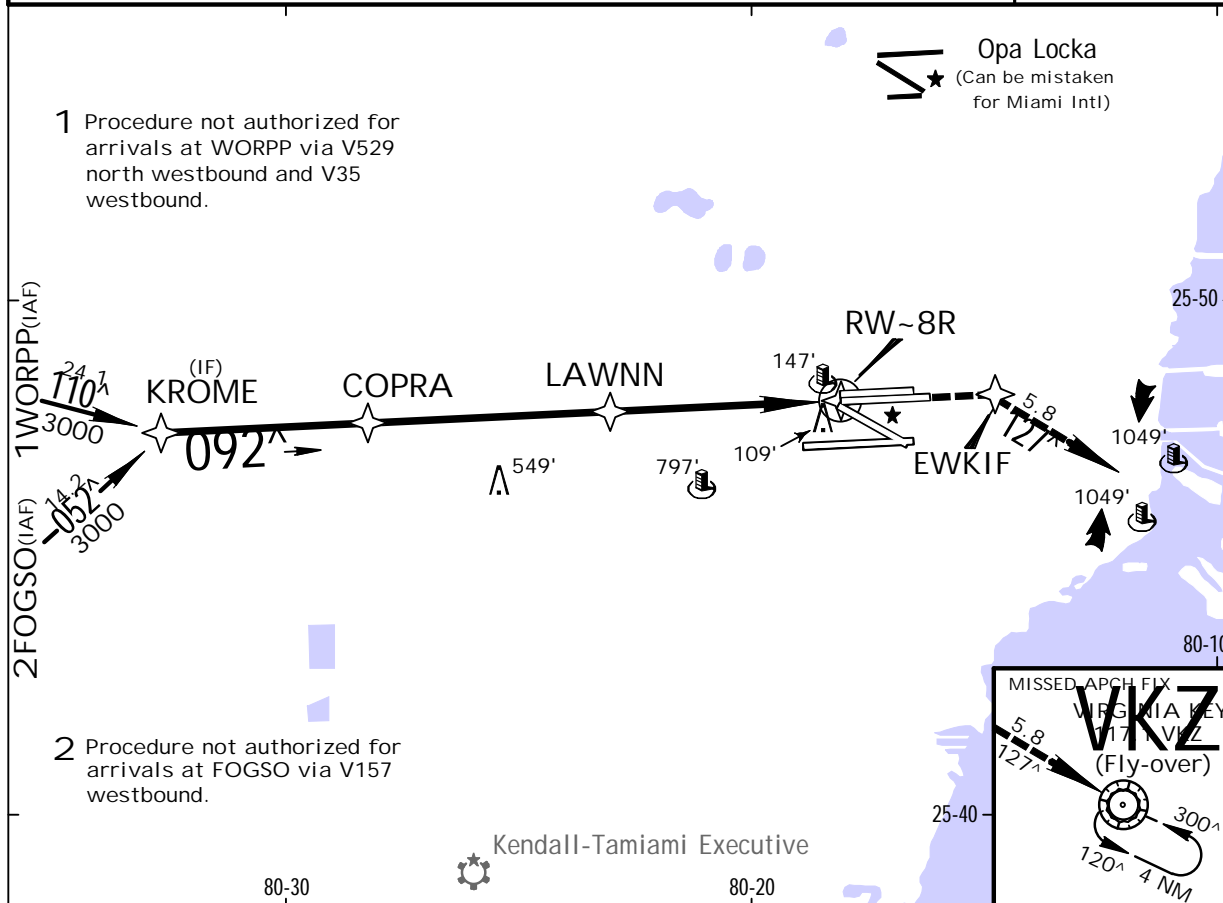 Opa Locka
(Can be mistaken
for Miami Intl)
1 Procedure not authorized for
arrivals at WORPP via V529
north westbound and V35
westbound.
25-50
1WORPP(IAF)
24.1
110^
3000
(IF)
KROME
COPRA
LAWNN
147'
RW~8R
092^
549'
797'
109'
EWKIF
5.8
127^
1049'
1049'
2FOGSO(IAF)
14.2
052^
3000
80-10
2 Procedure not authorized for
arrivals at FOGSO via V157
westbound.
MISSED APCH FIX
VKZ
VIRGINIA KEY
117.1 VKZ
(Fly-over)
5.8
127^
300^
120^
4 NM
25-40
Kendall-Tamiami Executive
80-30
80-20